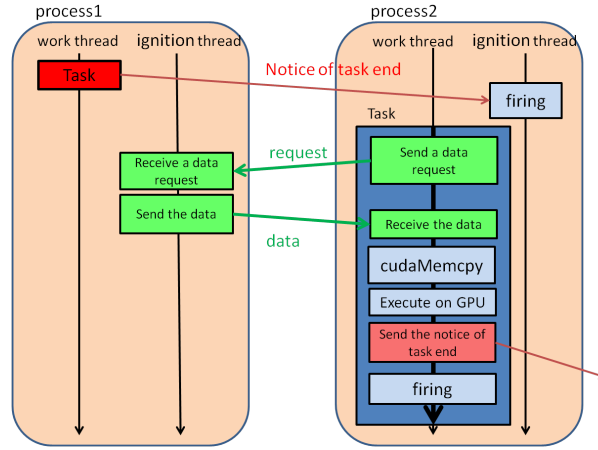 process1
process2
work thread
ignition thread
work thread
ignition thread
Task
Notice of task end
firing
Task
request
Send a data
request
Receive a data
request
Send the data
data
Receive the data
cudaMemcpy
Execute on GPU
Send the notice of
task end
firing